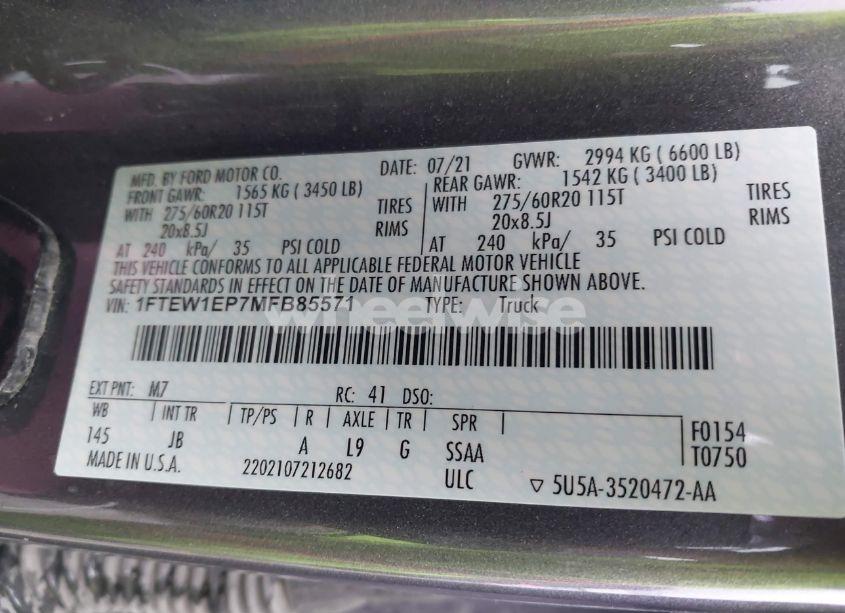 MFD. BY FORD MOTOR CO. DATE: 07/21 GVWR: 2994 KG ( 6600 LB)
FRONT GAWR: 1565 KG ( 3450 LB) REAR GAWR: 1542 KG ( 3400 LB)
WITH 275/60R20 115T TIRES WITH 275/60R20 115T TIRES
20x8.5J RIMS 20x8.5J RIMS
AT 240 kPa/ 35 PSI COLD AT 240 kPa/ 35 PSI COLD
THIS VEHICLE CONFORMS TO ALL APPLICABLE FEDERAL MOTOR VEHICLE
SAFETY STANDARDS IN EFFECT ON THE DATE OF MANUFACTURE SHOWN ABOVE.
VIN: 1FTEW1EP7MFB85571 TYPE: Truck
wheelwise
EXT PNT: M7 RC: 41 DSO:
WB INT TR TP/PS R AXLE TR SPR
145 JB A L9 G SSAA F0154
MADE IN U.S.A. 2202107212682 ULC T0750
▽ 5U5A-3520472-AA